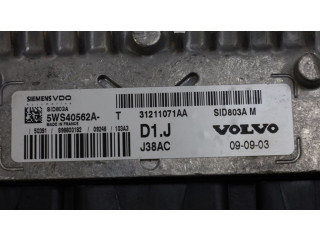 SIEMENS VDO
SID803A
5WS40562A- T 31211071AA SID803A M
MADE IN FRANCE
D1.J VOLVO
J38AC 09-09-03